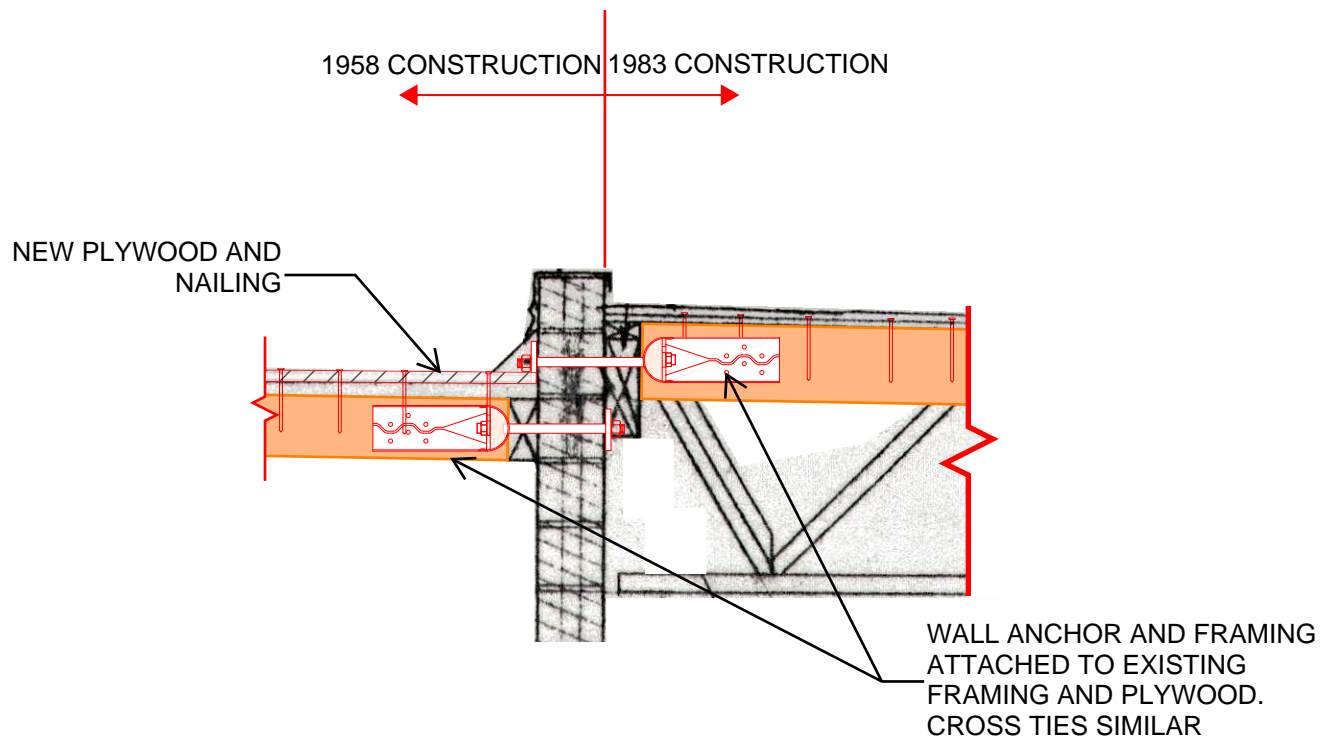 1958 CONSTRUCTION 1983 CONSTRUCTION
NEW PLYWOOD AND
NAILING
WALL ANCHOR AND FRAMING
ATTACHED TO EXISTING
FRAMING AND PLYWOOD.
CROSS TIES SIMILAR